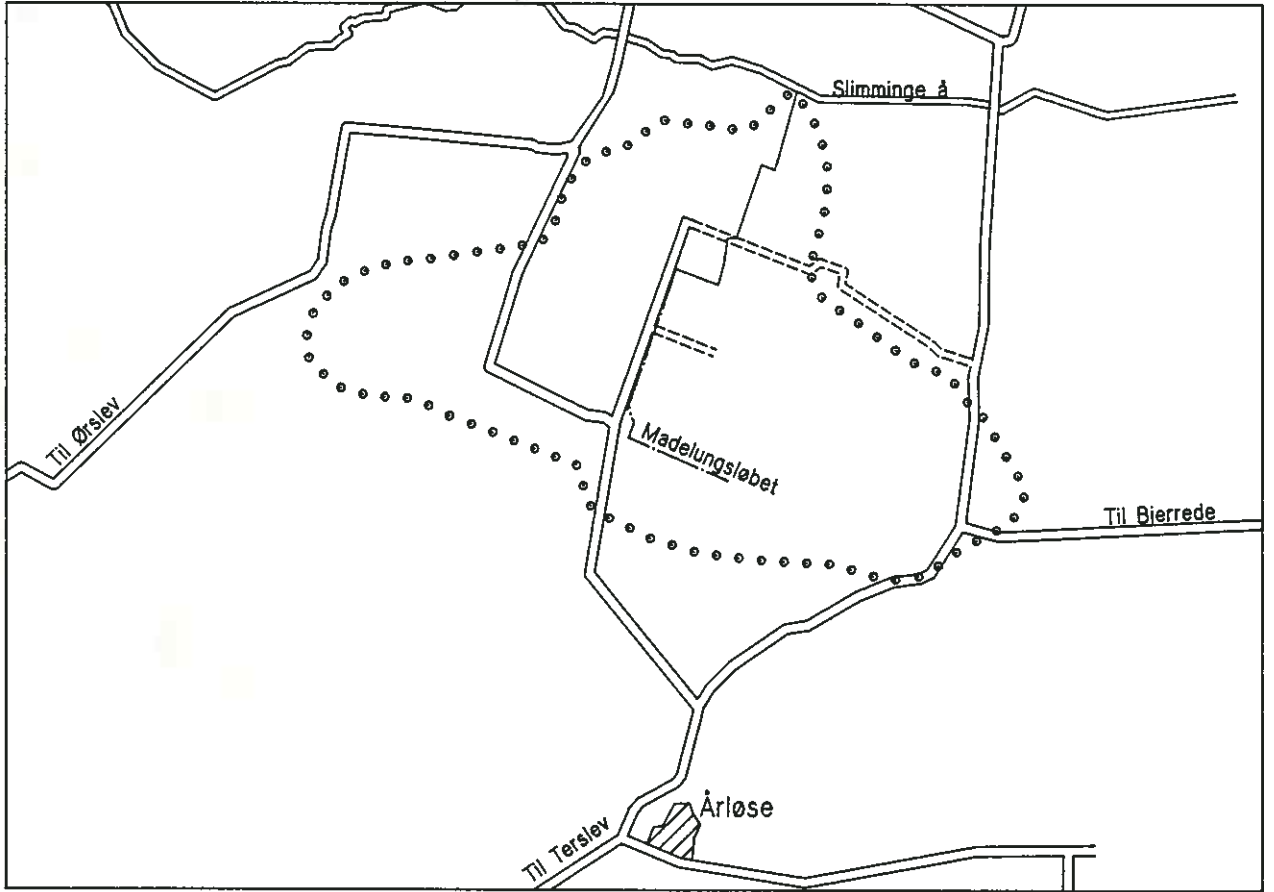 Slimminge å
Til Ørslev
Madelungsløbet
Til Bjerrede
Årløse
Til Terslev